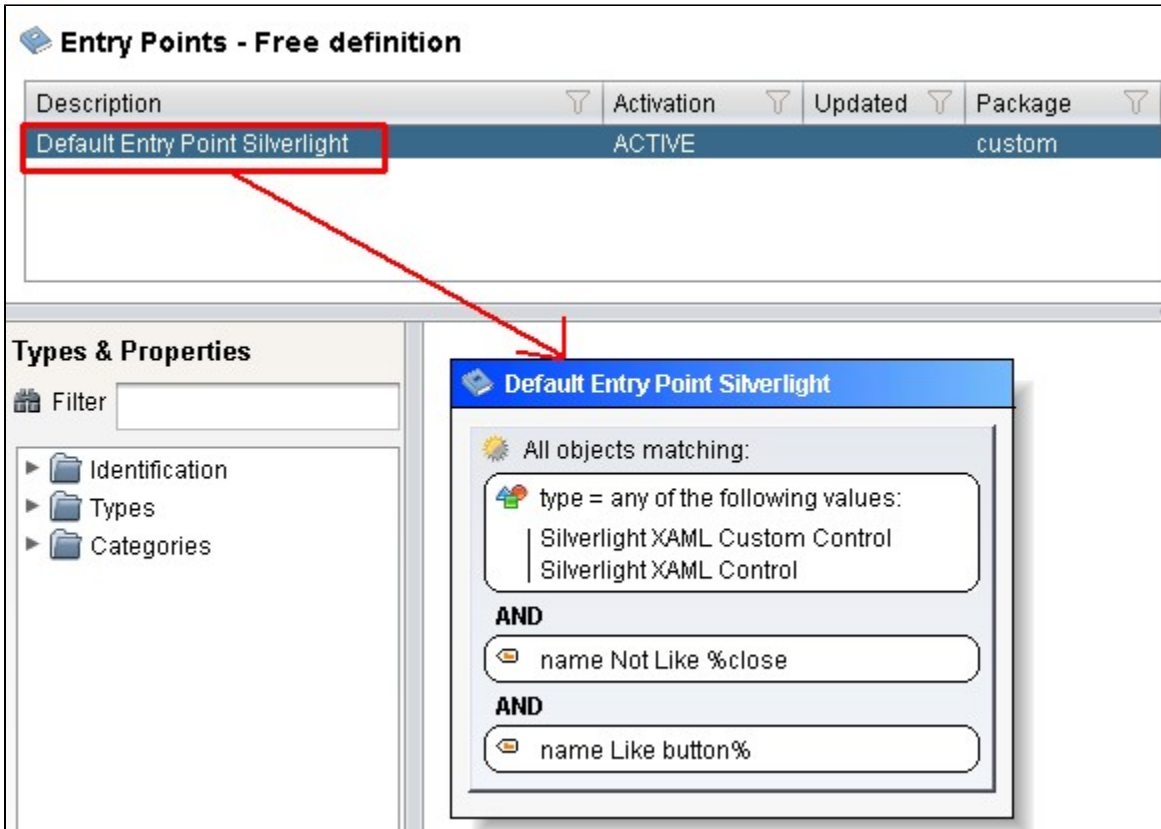 Entry Points - Free definition
Description Activation Updated Package
Default Entry Point Silverlight ACTIVE custom
Types & Properties
Filter
Identification
Types
Categories
Default Entry Point Silverlight
All objects matching:
type = any of the following values:
Silverlight XAML Custom Control
Silverlight XAML Control
AND
name Not Like %close
AND
name Like button%